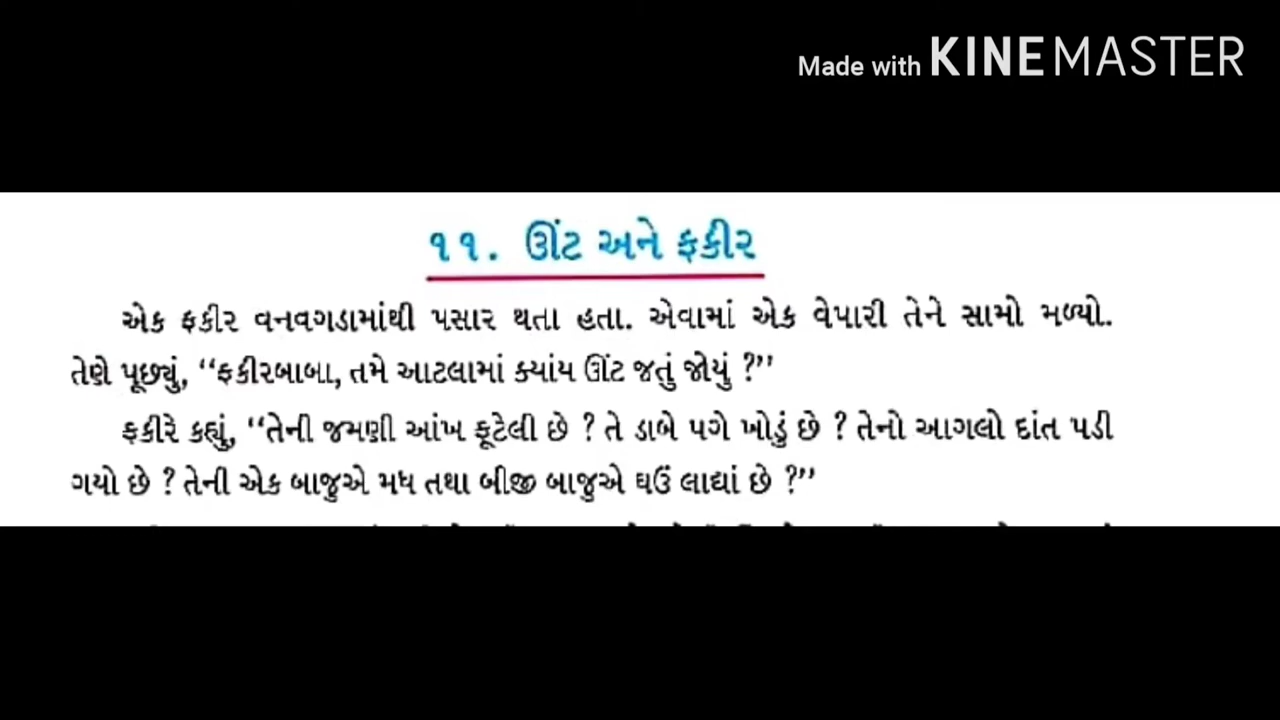 Made with KINEMASTER
૧૧. ઊંટ અને ફકીર
એક ફકીર વનવગડામાંથી પસાર થતા હતા. એવામાં એક વેપારી તેને સામો મળ્યો.
તેણે પૂછ્યું, “ફકીરબાબા, તમે આટલામાં ક્યાંય ઊંટ જતું જોયું ?”
ફકીરે કહ્યું, “તેની જમણી આંખ ફૂટેલી છે ? તે ડાબે પગે ખોડું છે ? તેનો આગલો દાંત પડી
ગયો છે ? તેની એક બાજુએ મધ તથા બીજી બાજુએ ઘઉં લાદ્યાં છે ?”